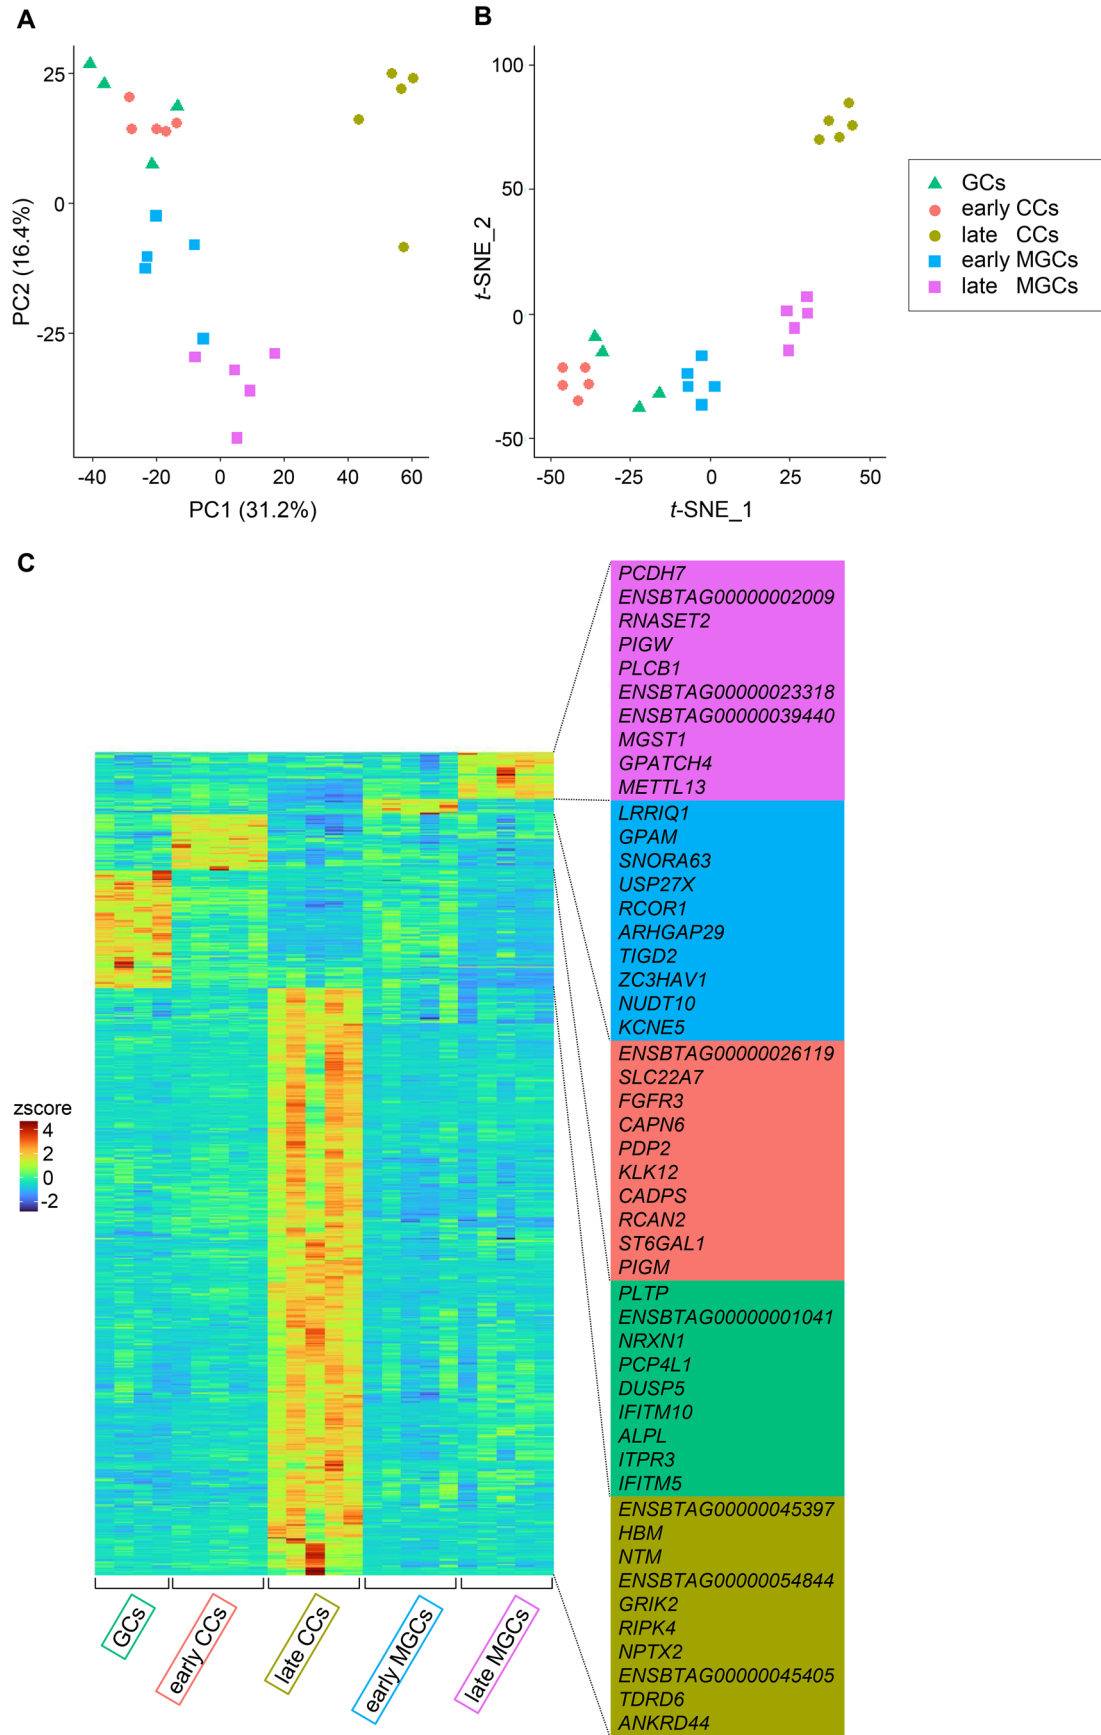 A
25
0
-25
PC2 (16.4%)
-40
-20
0
20
40
60
PC1 (31.2%)
B
100
50
0
-50
t-SNE_2
-50
-25
0
25
50
t-SNE_1
GCs
early CCs
late CCs
early MGCs
late MGCs
C
zscore
4
2
0
-2
GCs
early CCs
late CCs
early MGCs
late MGCs
PCDH7
ENSBTAG00000002009
RNASET2
PIGW
PLCB1
ENSBTAG00000023318
ENSBTAG00000039440
MGST1
GPATCH4
METTL13
LRRIQ1
GPAM
SNORA63
USP27X
RCOR1
ARHGAP29
TIGD2
ZC3HAV1
NUDT10
KCNE5
ENSBTAG00000026119
SLC22A7
FGFR3
CAPN6
PDP2
KLK12
CADPS
RCAN2
ST6GAL1
PIGM
PLTP
ENSBTAG00000001041
NRXN1
PCP4L1
DUSP5
IFITM10
ALPL
ITPR3
IFITM5
ENSBTAG00000045397
HBM
NTM
ENSBTAG00000054844
GRIK2
RIPK4
NPTX2
ENSBTAG00000045405
TDRD6
ANKRD44